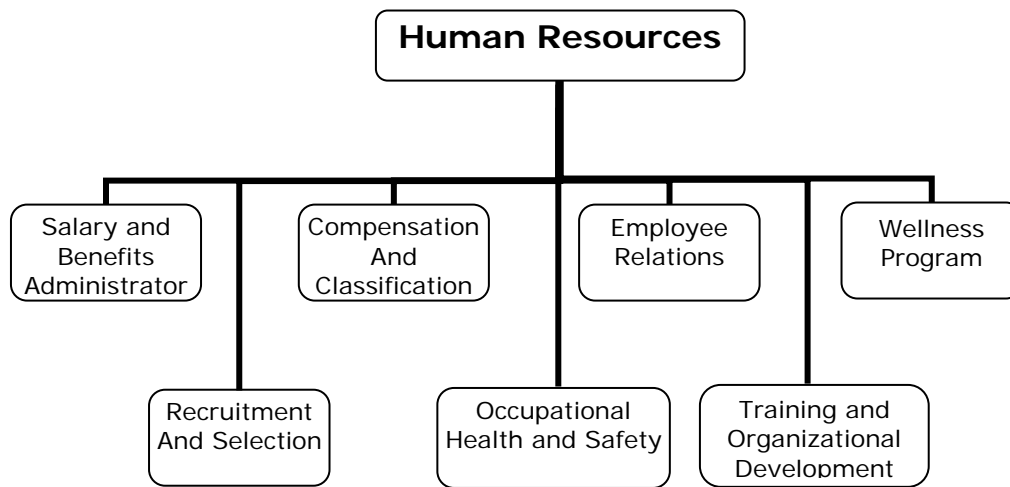 Human Resources
Salary and
Benefits
Administrator
Compensation
And
Classification
Employee
Relations
Wellness
Program
Recruitment
And Selection
Occupational
Health and Safety
Training and
Organizational
Development